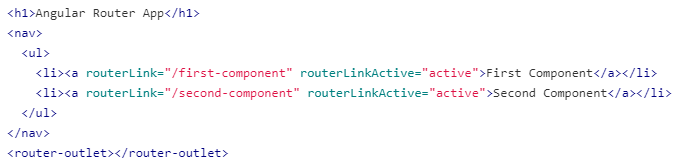 <h1>Angular Router App</h1>
<nav>
  <ul>
    <li><a routerLink="/first-component" routerLinkActive="active">First Component</a></li>
    <li><a routerLink="/second-component" routerLinkActive="active">Second Component</a></li>
  </ul>
</nav>
<router-outlet></router-outlet>